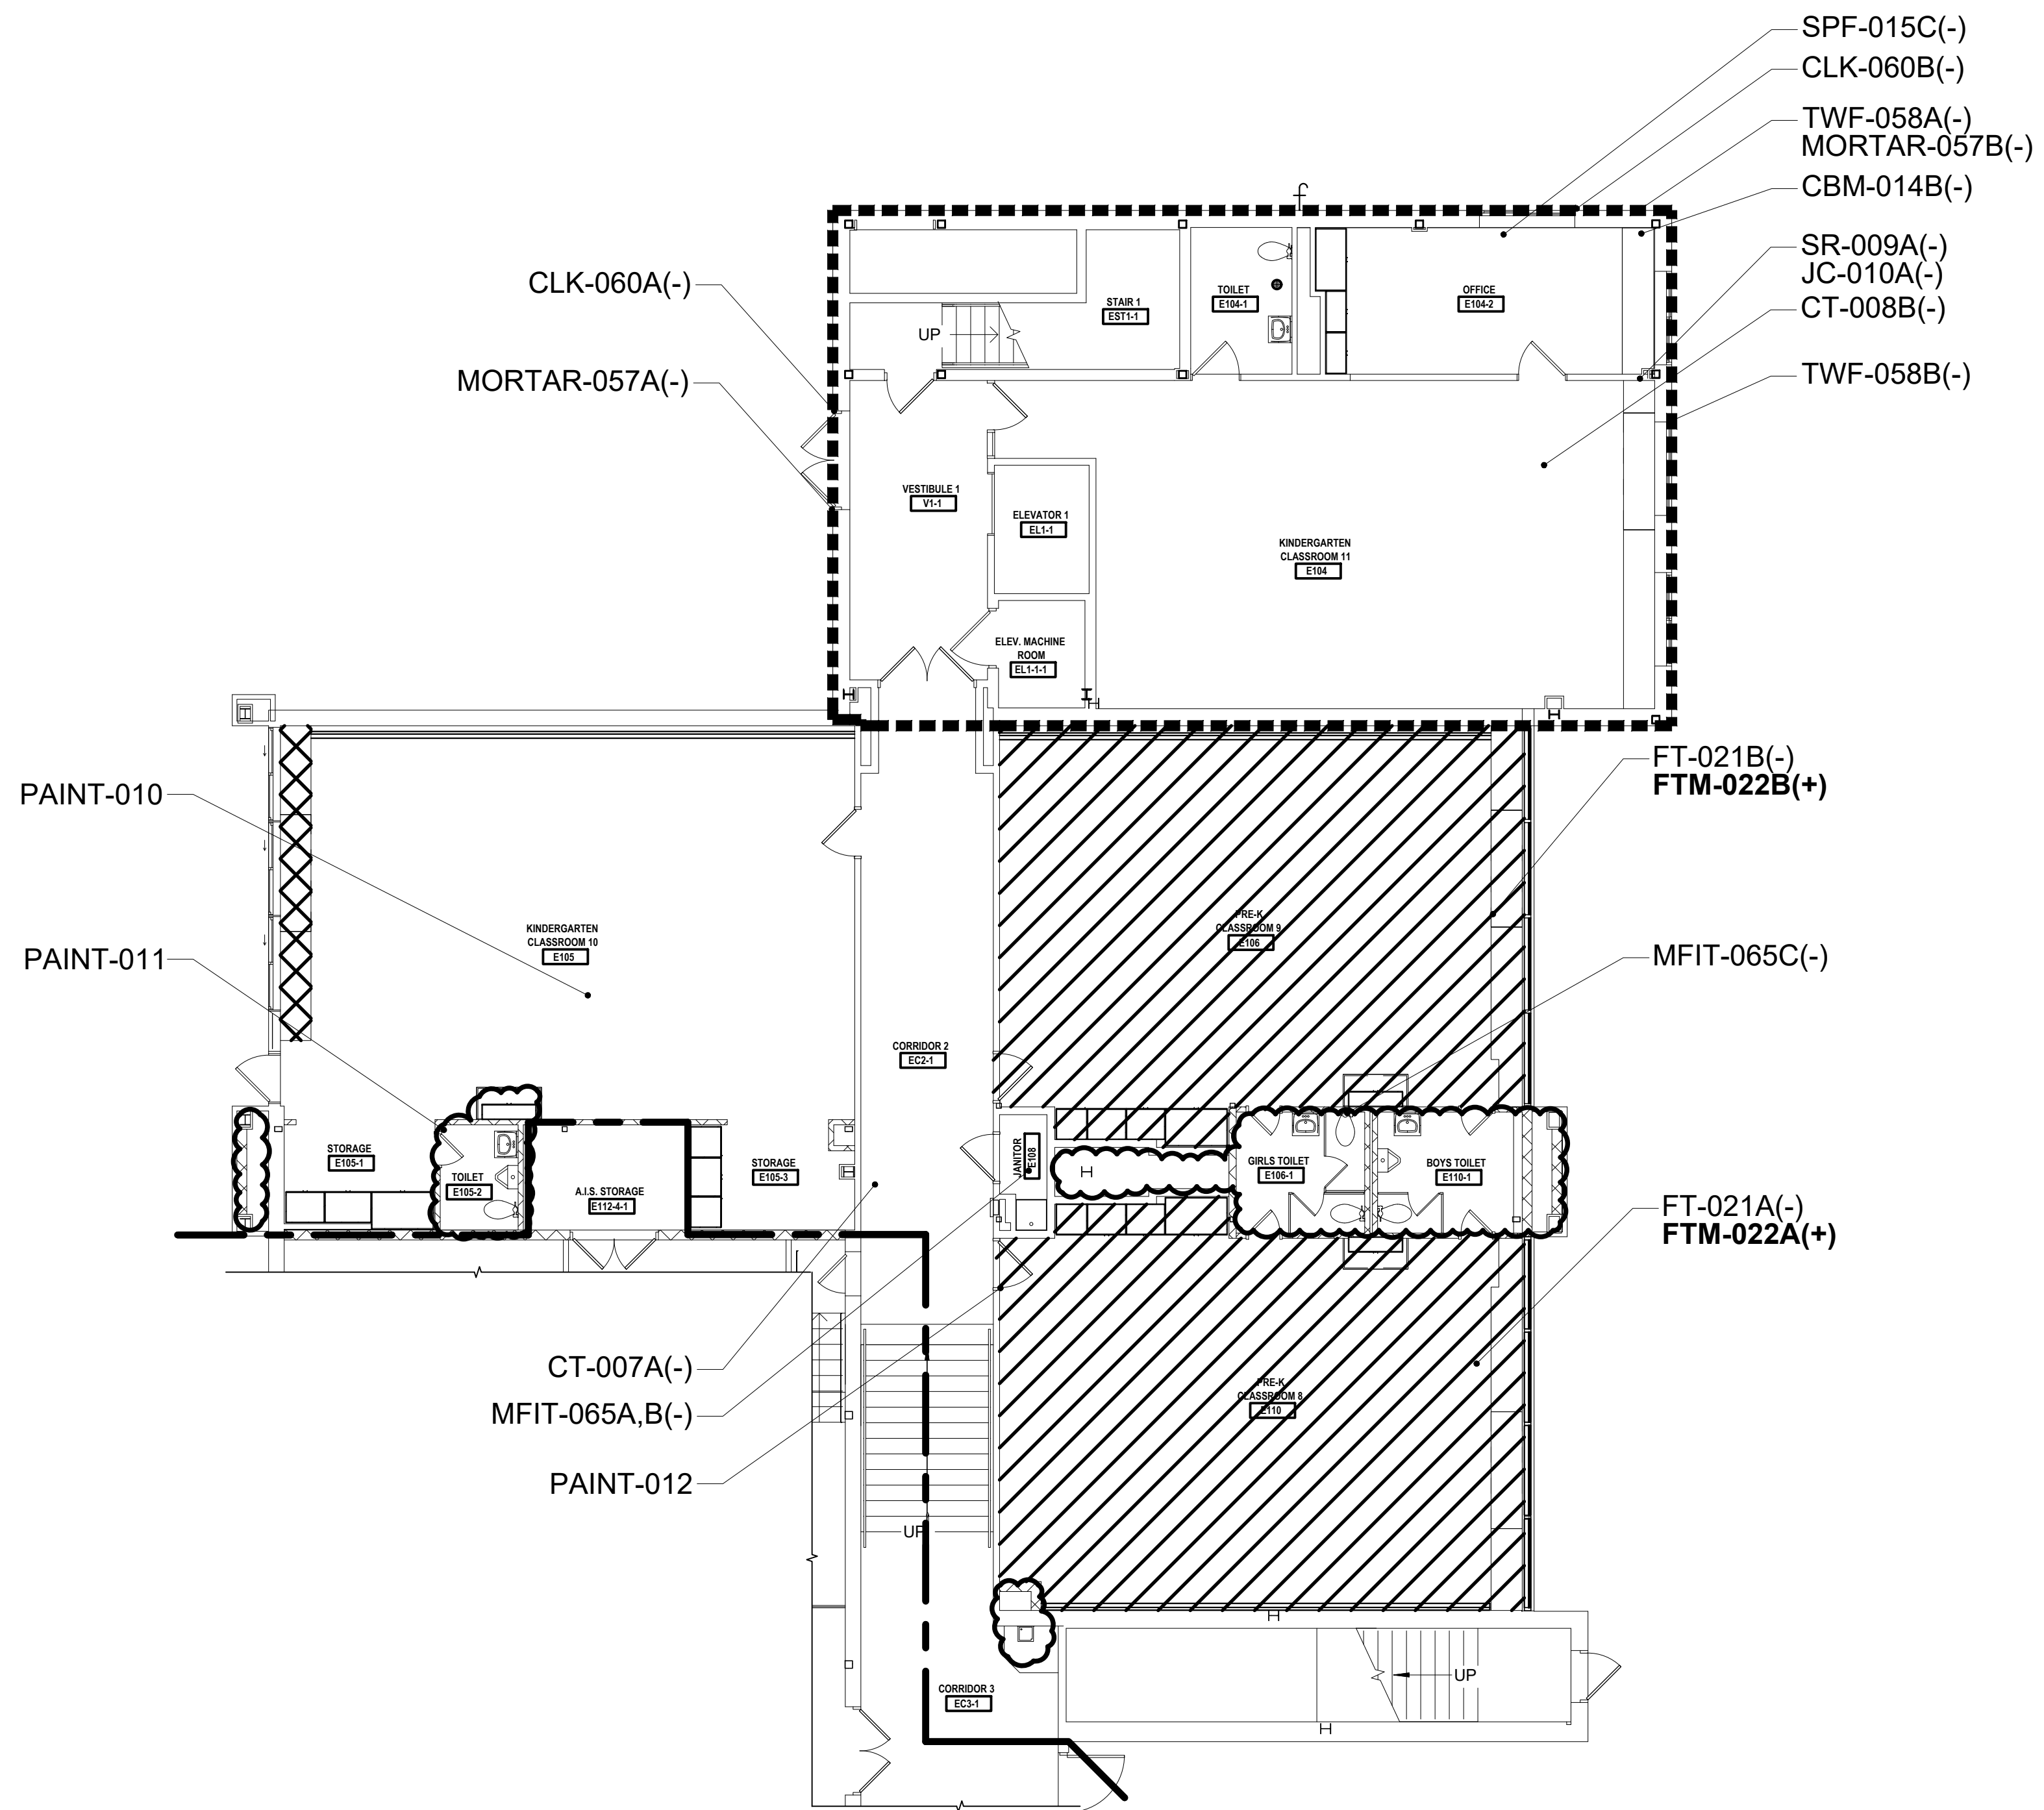 SPF-015C(-)
CLK-060B(-)
TWF-058A(-)
MORTAR-057B(-)
CBM-014B(-)
SR-009A(-)
JC-010A(-)
CT-008B(-)
TWF-058B(-)
CLK-060A(-)
MORTAR-057A(-)
STAIR 1
EST1-1
UP
TOILET
E104-1
OFFICE
E104-2
VESTIBULE 1
V1-1
ELEVATOR 1
EL1-1
KINDERGARTEN
CLASSROOM 11
E104
ELEV. MACHINE
ROOM
EL1-1-1
FT-021B(-)
FTM-022B(+)
PAINT-010
PAINT-011
KINDERGARTEN
CLASSROOM 10
E105
PRE-K
CLASSROOM 9
E106
MFIT-065C(-)
CORRIDOR 2
EC2-1
STORAGE
E105-1
TOILET
E105-2
A.I.S. STORAGE
E112-4-1
STORAGE
E105-3
JANITOR
E108
GIRLS TOILET
E106-1
BOYS TOILET
E110-1
FT-021A(-)
FTM-022A(+)
CT-007A(-)
MFIT-065A,B(-)
PAINT-012
PRE-K
CLASSROOM 8
E110
UP
CORRIDOR 3
EC3-1
UP